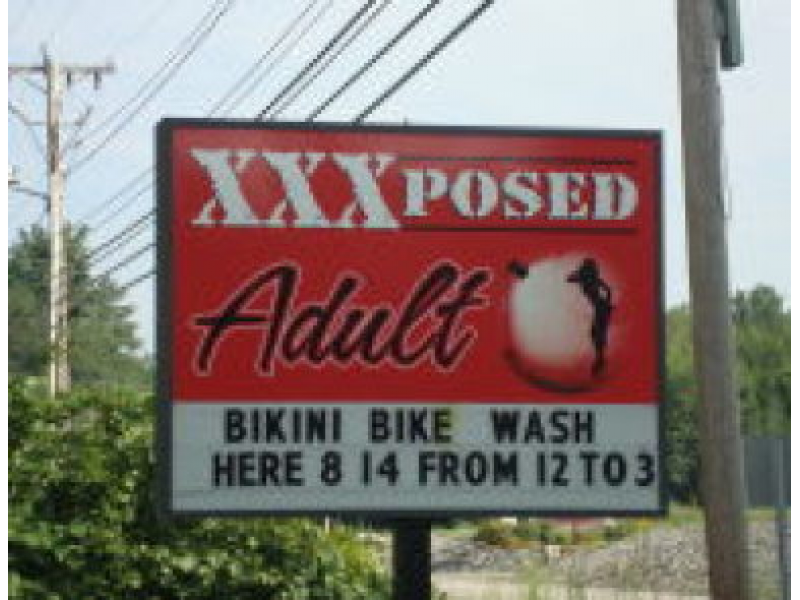 XXXPOSED
Adult
BIKINI BIKE WASH
HERE 8 14 FROM 12 TO 3